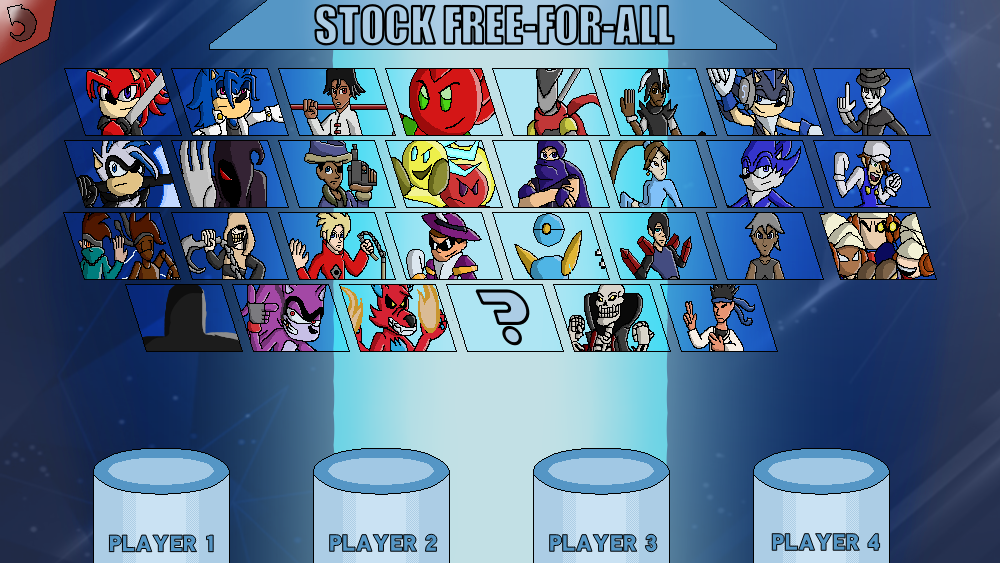 STOCK FREE-FOR-ALL
?
PLAYER 1
PLAYER 2
PLAYER 3
PLAYER 4